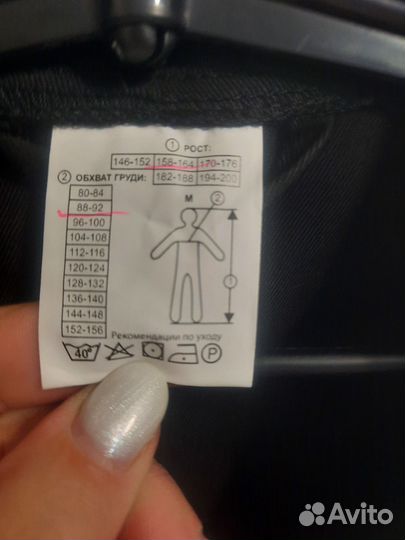 ① РОСТ:
146-152 158-164 170-176
② ОБХВАТ ГРУДИ: 182-188 194-200
80-84
88-92
96-100
104-108
112-116
120-124
128-132
136-140
144-148
152-156
М ②
①
Рекомендации по уходу
40° P
Avito